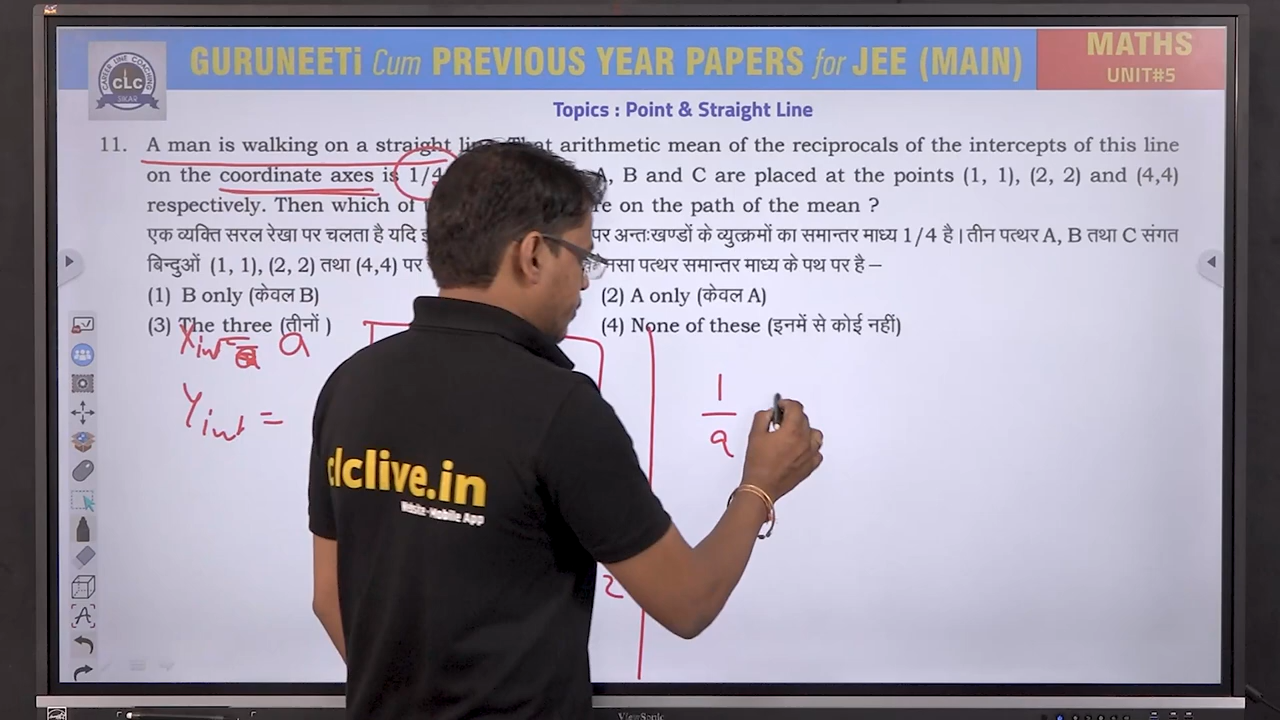 GURUNEETi Cum PREVIOUS YEAR PAPERS for JEE (MAIN)
MATHS
UNIT#5
CLC
SIKAR
Topics : Point & Straight Line
11. A man is walking on a straight arithmetic mean of the reciprocals of the intercepts of this line
on the coordinate axes is 1/4 A, B and C are placed at the points (1, 1), (2, 2) and (4,4)
respectively. Then which of on the path of the mean ?
एक व्यक्ति सरल रेखा पर चलता है यदि पर अन्तःखण्डों के व्युत्क्रमों का समान्तर माध्य 1/4 है। तीन पत्थर A, B तथा C संगत
बिन्दुओं (1, 1), (2, 2) तथा (4,4) पर पत्थर समान्तर माध्य के पथ पर है –
(1) B only (केवल B) (2) A only (केवल A)
(3) The three (तीनों ) (4) None of these (इनमें से कोई नहीं)
X int = a
Y int =
1
a
2
clclive.in
Website • Mobile App
ViewSonic